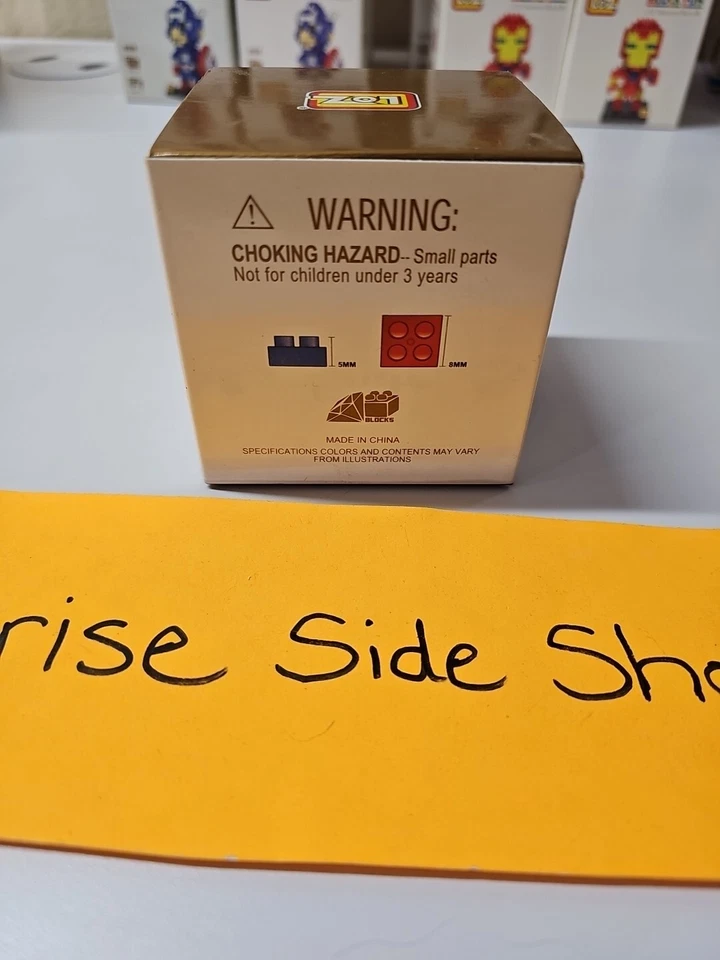 LOZ
WARNING:
CHOKING HAZARD-- Small parts
Not for children under 3 years
5MM
8MM
BLOCKS
MADE IN CHINA
SPECIFICATIONS COLORS AND CONTENTS MAY VARY
FROM ILLUSTRATIONS
rise Side Sho